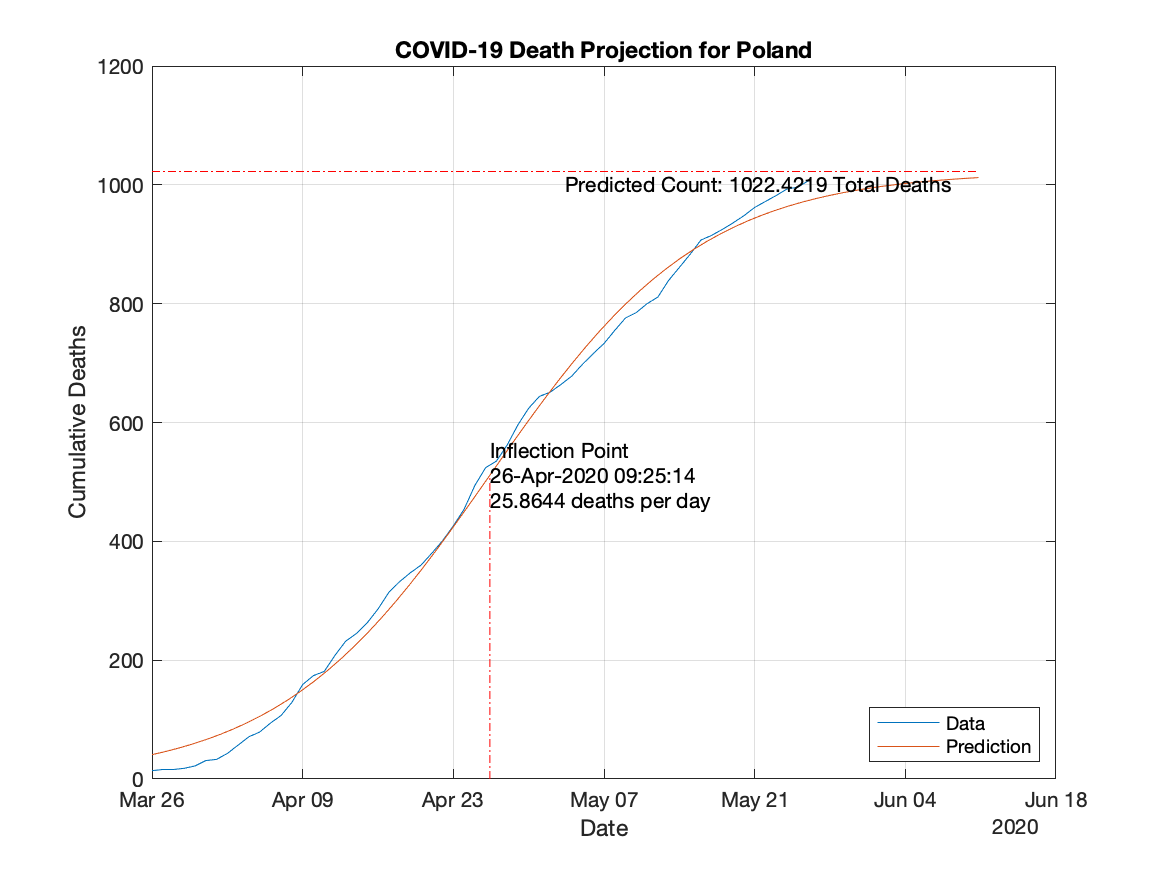 COVID-19 Death Projection for Poland
1200
1000
800
600
400
200
0
Cumulative Deaths
Predicted Count: 1022.4219 Total Deaths
Inflection Point
26-Apr-2020 09:25:14
25.8644 deaths per day
Data
Prediction
Mar 26
Apr 09
Apr 23
May 07
May 21
Jun 04
Jun 18
Date
2020